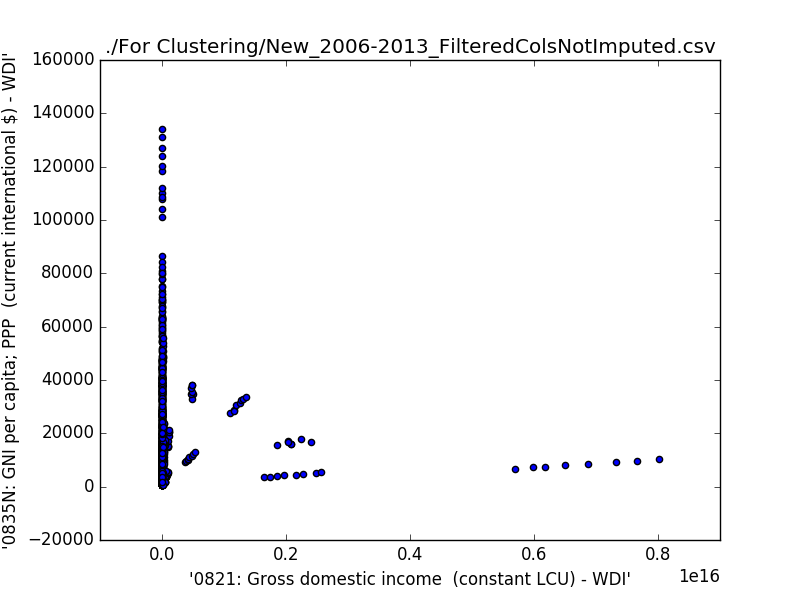 ./For Clustering/New_2006-2013_FilteredColsNotImputed.csv
'0835N: GNI per capita; PPP  (current international $) - WDI'
160000
140000
120000
100000
80000
60000
40000
20000
0
−20000
0.0 0.2 0.4 0.6 0.8
1e16
'0821: Gross domestic income  (constant LCU) - WDI'